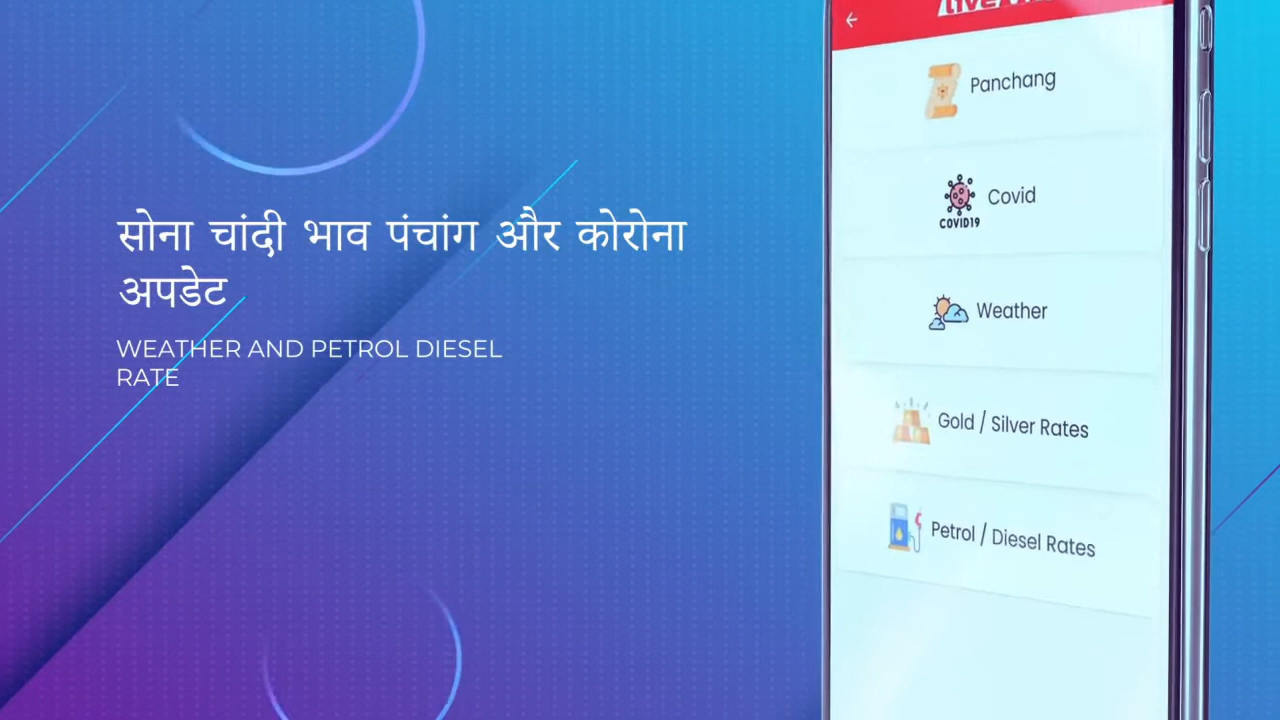 सोना चांदी भाव पंचांग और कोरोना
अपडेट
WEATHER AND PETROL DIESEL
RATE
Panchang
COVID19
Covid
Weather
Gold / Silver Rates
Petrol / Diesel Rates